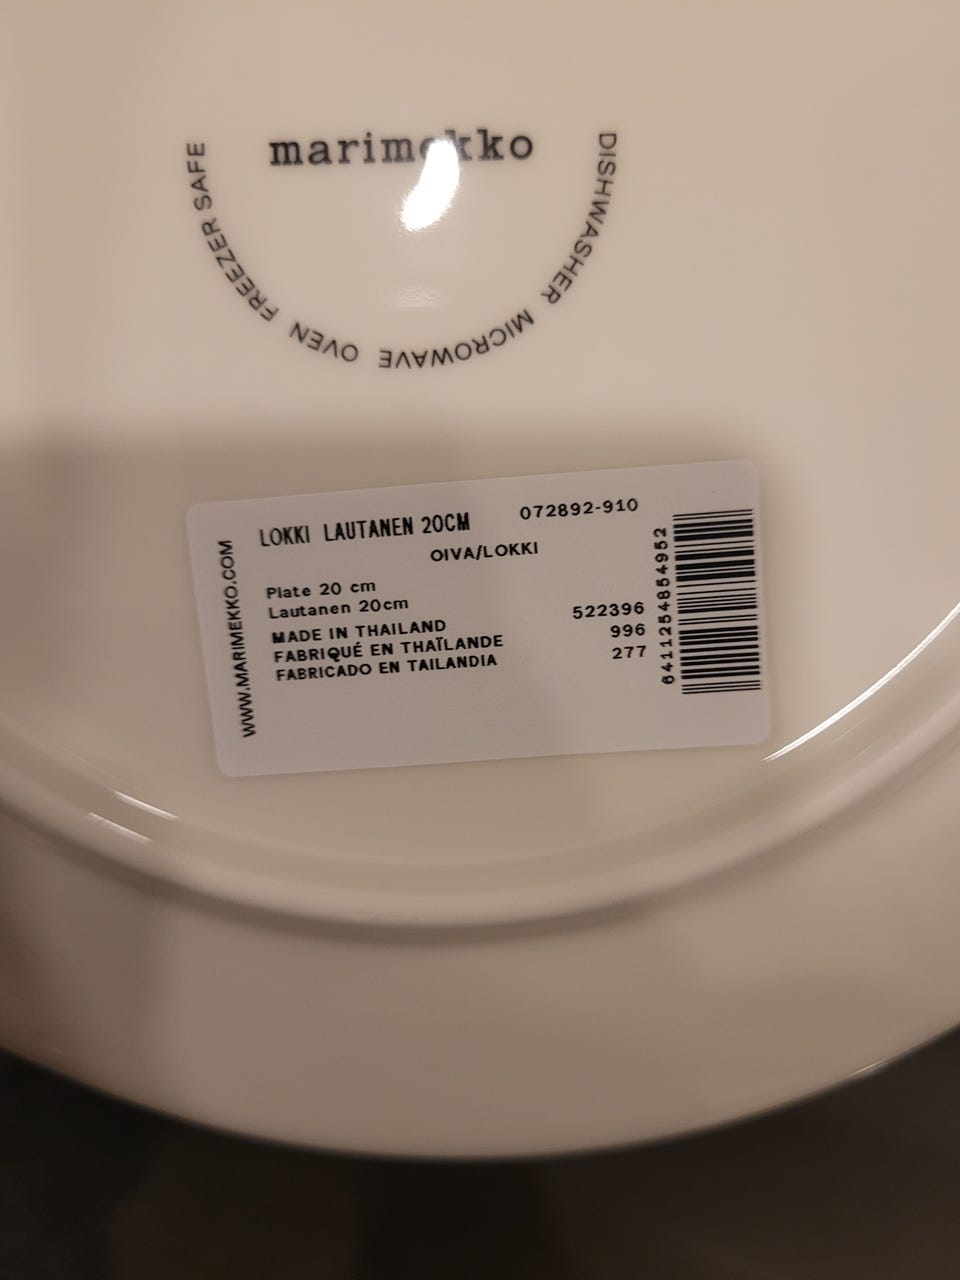 marimekko
DISHWASHER MICROWAVE OVEN FREEZER SAFE
WWW.MARIMEKKO.COM
LOKKI LAUTANEN 20CM
072892-910
OIVA/LOKKI
Plate 20 cm
Lautanen 20cm
MADE IN THAILAND
FABRIQUÉ EN THAÏLANDE
FABRICADO EN TAILANDIA
522396
996
277
6411254854952